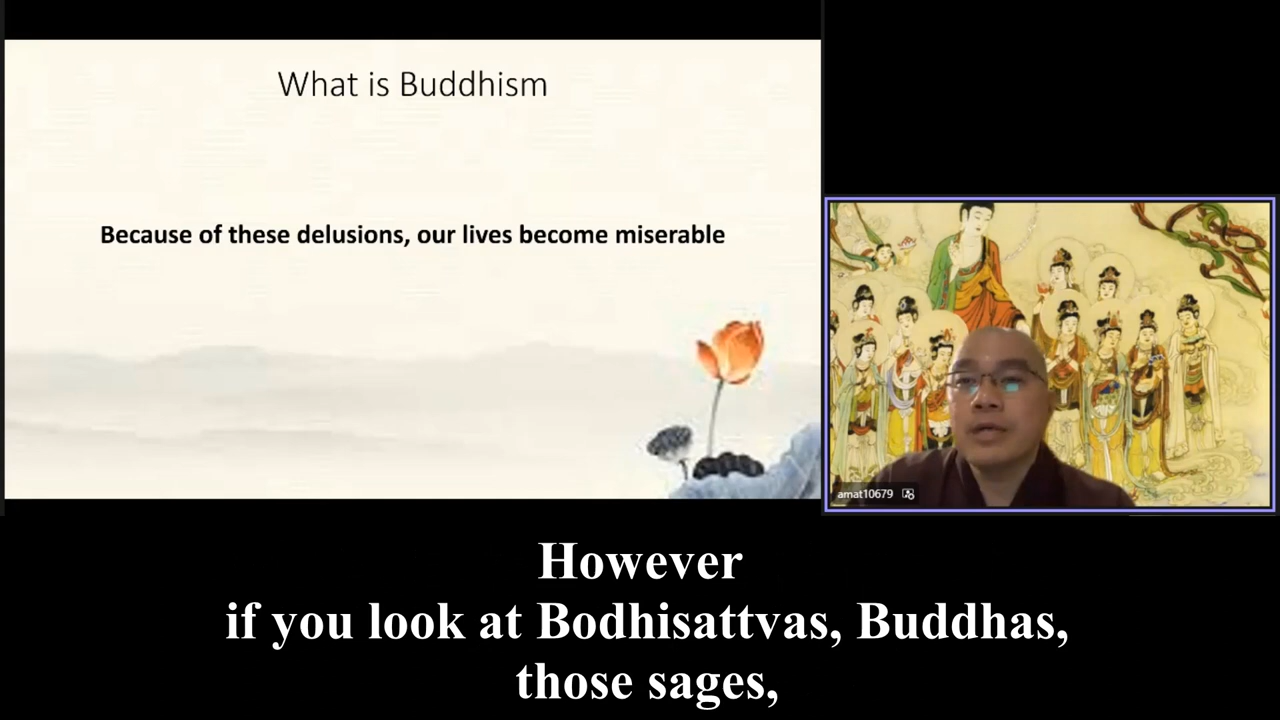 What is Buddhism
Because of these delusions, our lives become miserable
amat10679
However
if you look at Bodhisattvas, Buddhas,
those sages,